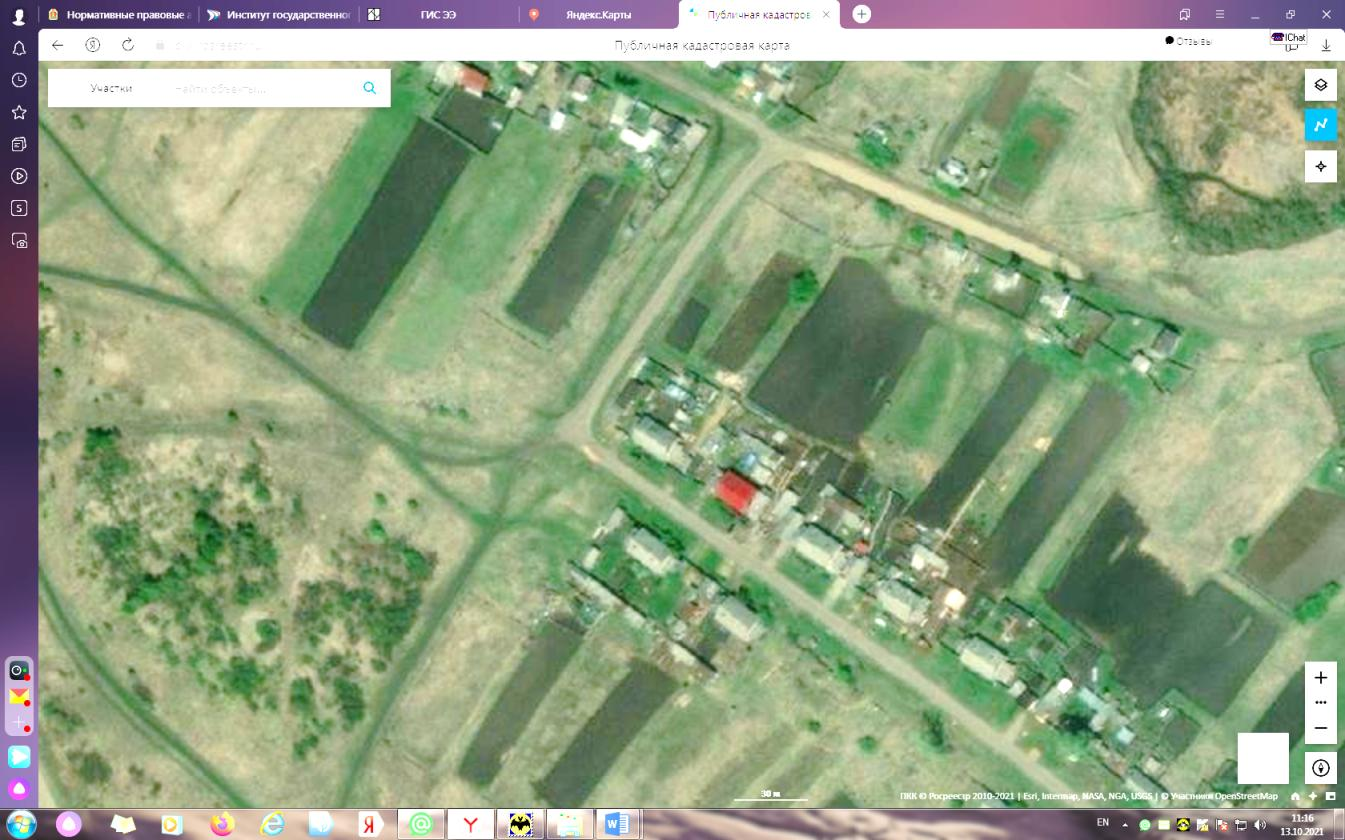 Нормативные правовые а
Институт государственног
ГИС ЭЭ
Яндекс.Карты
Публичная кадастров
Публичная кадастровая карта
Отзывы
IChat
Участки
Найти объекты...
30 м
ПКК © Росреестр 2010-2021 | Esri, Intermap, NASA, NGA, USGS | © Участники OpenStreetMap
EN
11:16
13.10.2021